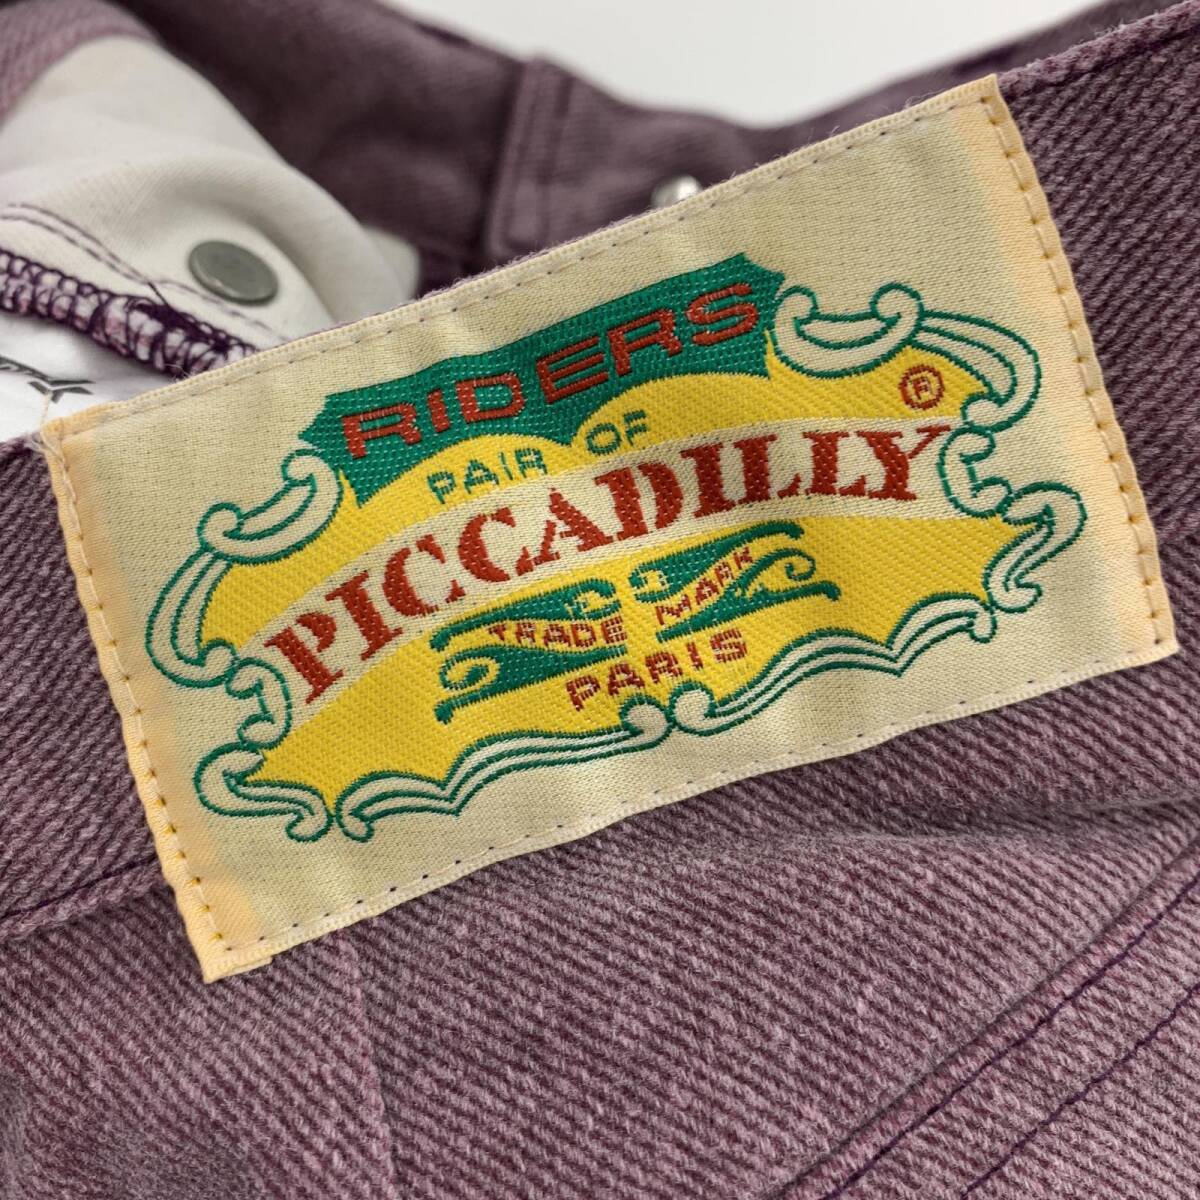 RIDERS
PAIR OF
PICCADILLY ®
TRADE MARK
PARIS